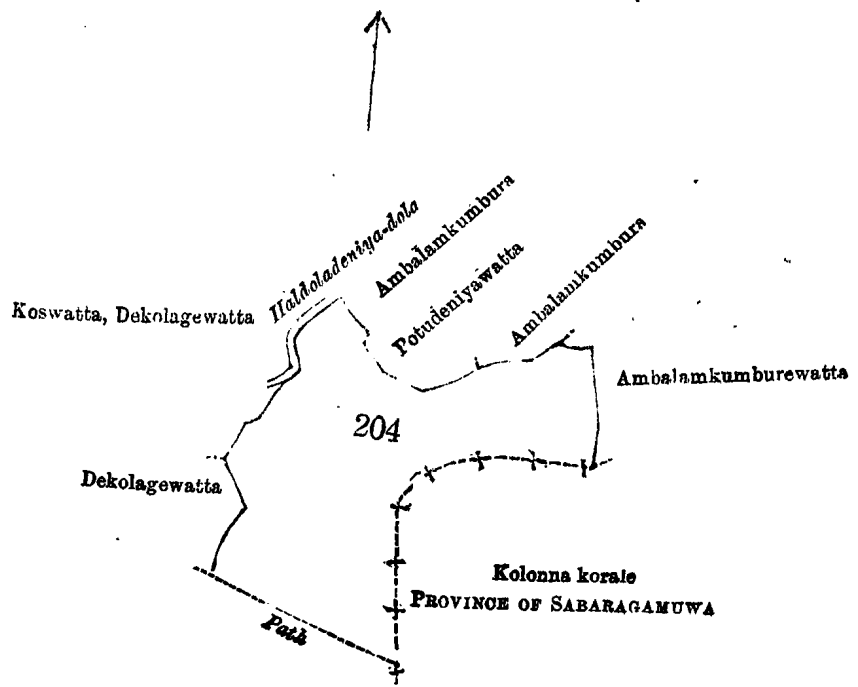 Haldoladeniya-dola
Ambalamkumbura
Potudeniyawatta
Ambalamkumbura
Koswatta, Dekolagewatta
Ambalamkumburewatta
204
Dekolagewatta
Kolonna korale
PROVINCE OF SABARAGAMUWA
Path